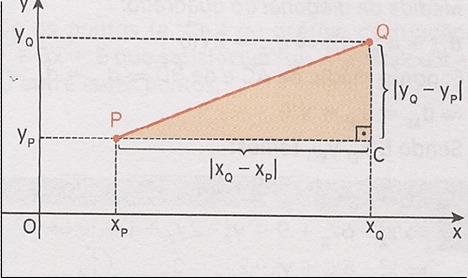 y
y_Q
Q
|y_Q − y_P|
P
y_P
C
|x_Q − x_P|
O
x_P
x_Q
x